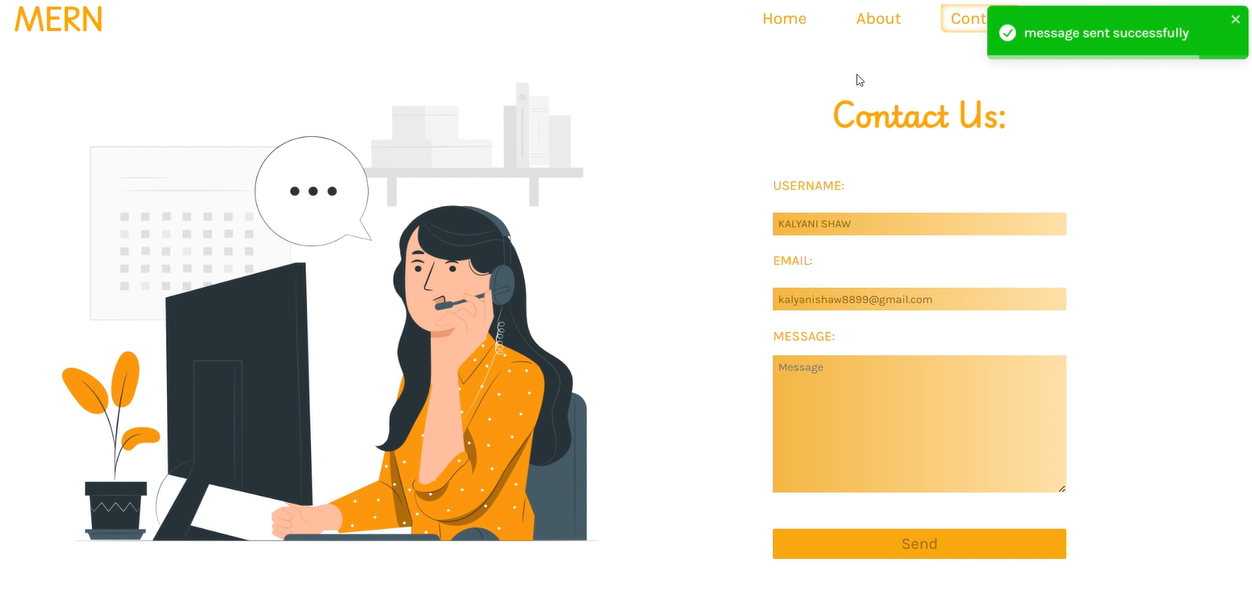 MERN
Home About Cont
message sent successfully
Contact Us:
USERNAME:
KALYANI SHAW
EMAIL:
kalyanishaw8899@gmail.com
MESSAGE:
Message
Send